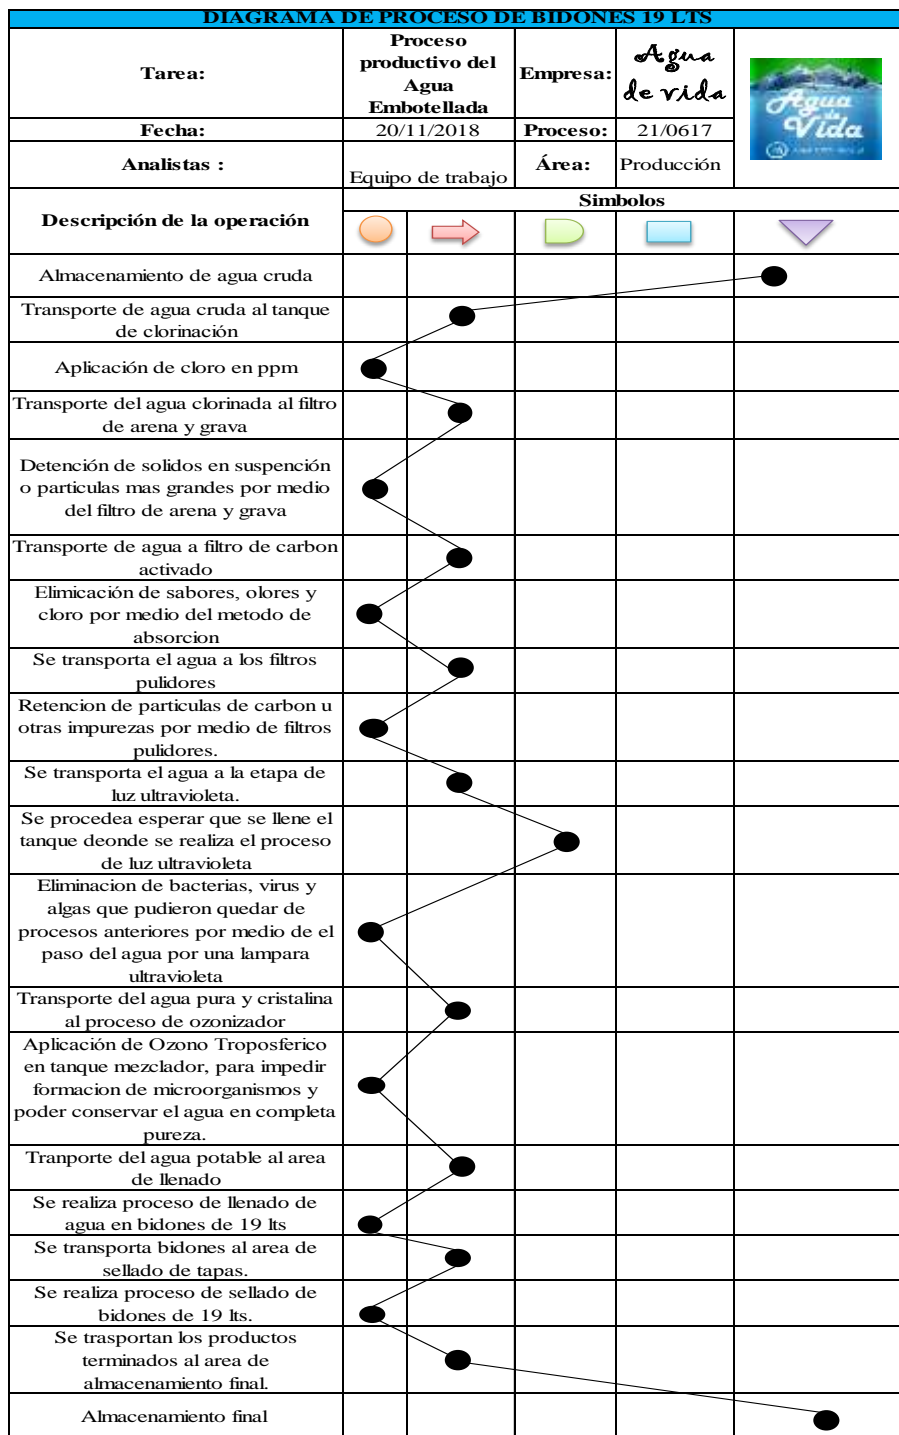 DIAGRAMA DE PROCESO DE BIDONES 19 LTS
Tarea:
Proceso
productivo del
Agua
Embotellada
Empresa:
Agua
de vida
Agua
de
Vida
Fecha:
20/11/2018
Proceso:
21/0617
Analistas :
Equipo de trabajo
Área:
Producción
Descripción de la operación
Simbolos
Almacenamiento de agua cruda
Transporte de agua cruda al tanque
de clorinación
Aplicación de cloro en ppm
Transporte del agua clorinada al filtro
de arena y grava
Detención de solidos en suspención
o particulas mas grandes por medio
del filtro de arena y grava
Transporte de agua a filtro de carbon
activado
Elimicación de sabores, olores y
cloro por medio del metodo de
absorcion
Se transporta el agua a los filtros
pulidores
Retencion de particulas de carbon u
otras impurezas por medio de filtros
pulidores.
Se transporta el agua a la etapa de
luz ultravioleta.
Se procedea esperar que se llene el
tanque deonde se realiza el proceso
de luz ultravioleta
Eliminacion de bacterias, virus y
algas que pudieron quedar de
procesos anteriores por medio de el
paso del agua por una lampara
ultravioleta
Transporte del agua pura y cristalina
al proceso de ozonizador
Aplicación de Ozono Troposferico
en tanque mezclador, para impedir
formacion de microorganismos y
poder conservar el agua en completa
pureza.
Tranporte del agua potable al area
de llenado
Se realiza proceso de llenado de
agua en bidones de 19 lts
Se transporta bidones al area de
sellado de tapas.
Se realiza proceso de sellado de
bidones de 19 lts.
Se trasportan los productos
terminados al area de
almacenamiento final.
Almacenamiento final